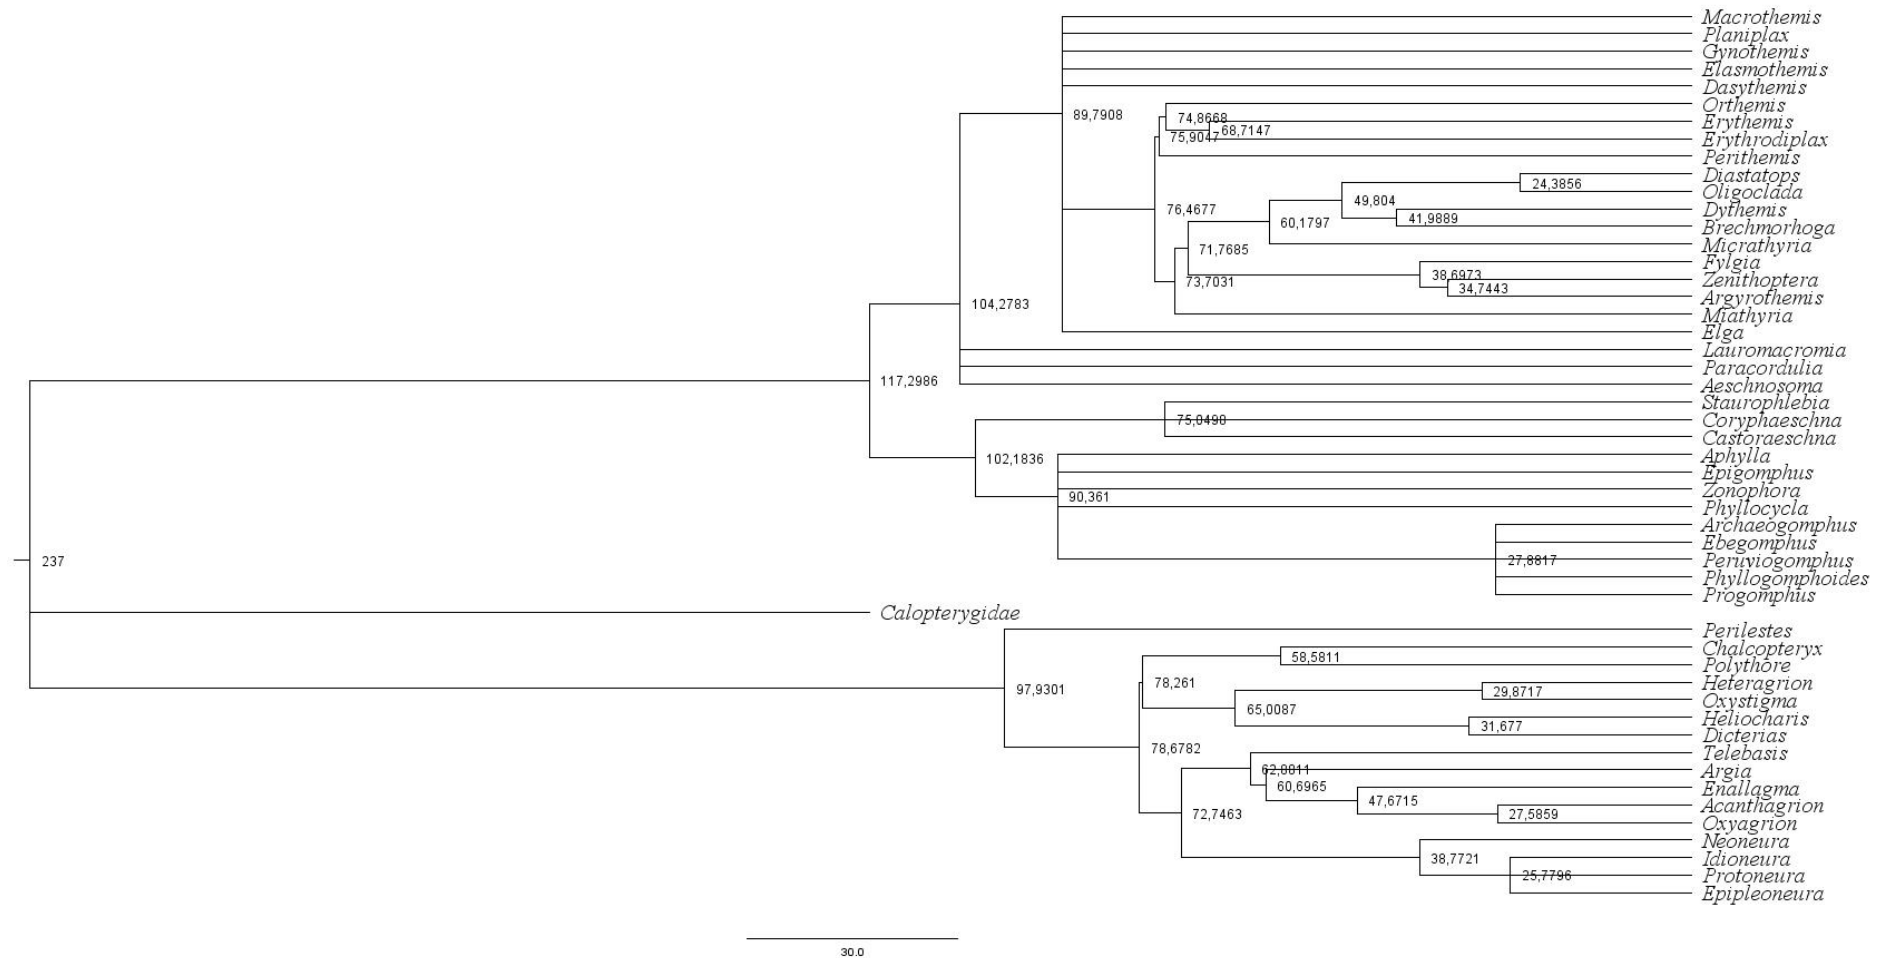 Macrothemis
Planiplax
Gynothemis
Elasmothemis
Dasythemis
89,7908
Orthemis
74,8668
Erythemis
68,7147
75,9047
Erythrodiplax
Perithemis
Diastatops
24,3856
Oligoclada
49,804
76,4677
Dythemis
41,9889
60,1797
Brechmorhoga
Micrathyria
71,7685
Fylgia
38,6973
73,7031
Zenithoptera
34,7443
Argyrothemis
104,2783
Miathyria
Elga
Lauromacromia
Paracordulia
117,2986
Aeschnosoma
Staurophlebia
75,0490
Coryphaeschna
Castoraeschna
102,1836
Aphylla
Epigomphus
Zonophora
90,361
Phyllocycla
Archaeogomphus
Ebegomphus
237
27,8817
Peruviogomphus
Phyllogomphoides
Progomphus
Calopterygidae
Perilestes
Chalcopteryx
58,5811
Polythore
97,9301
78,261
Heteragrion
29,8717
Oxystigma
65,0087
Heliocharis
31,677
Dicterias
78,6782
Telebasis
62,8011
Argia
60,6965
Enallagma
47,6715
Acanthagrion
72,7463
27,5859
Oxyagrion
Neoneura
38,7721
Idioneura
25,7796
Protoneura
Epipleoneura
30.0